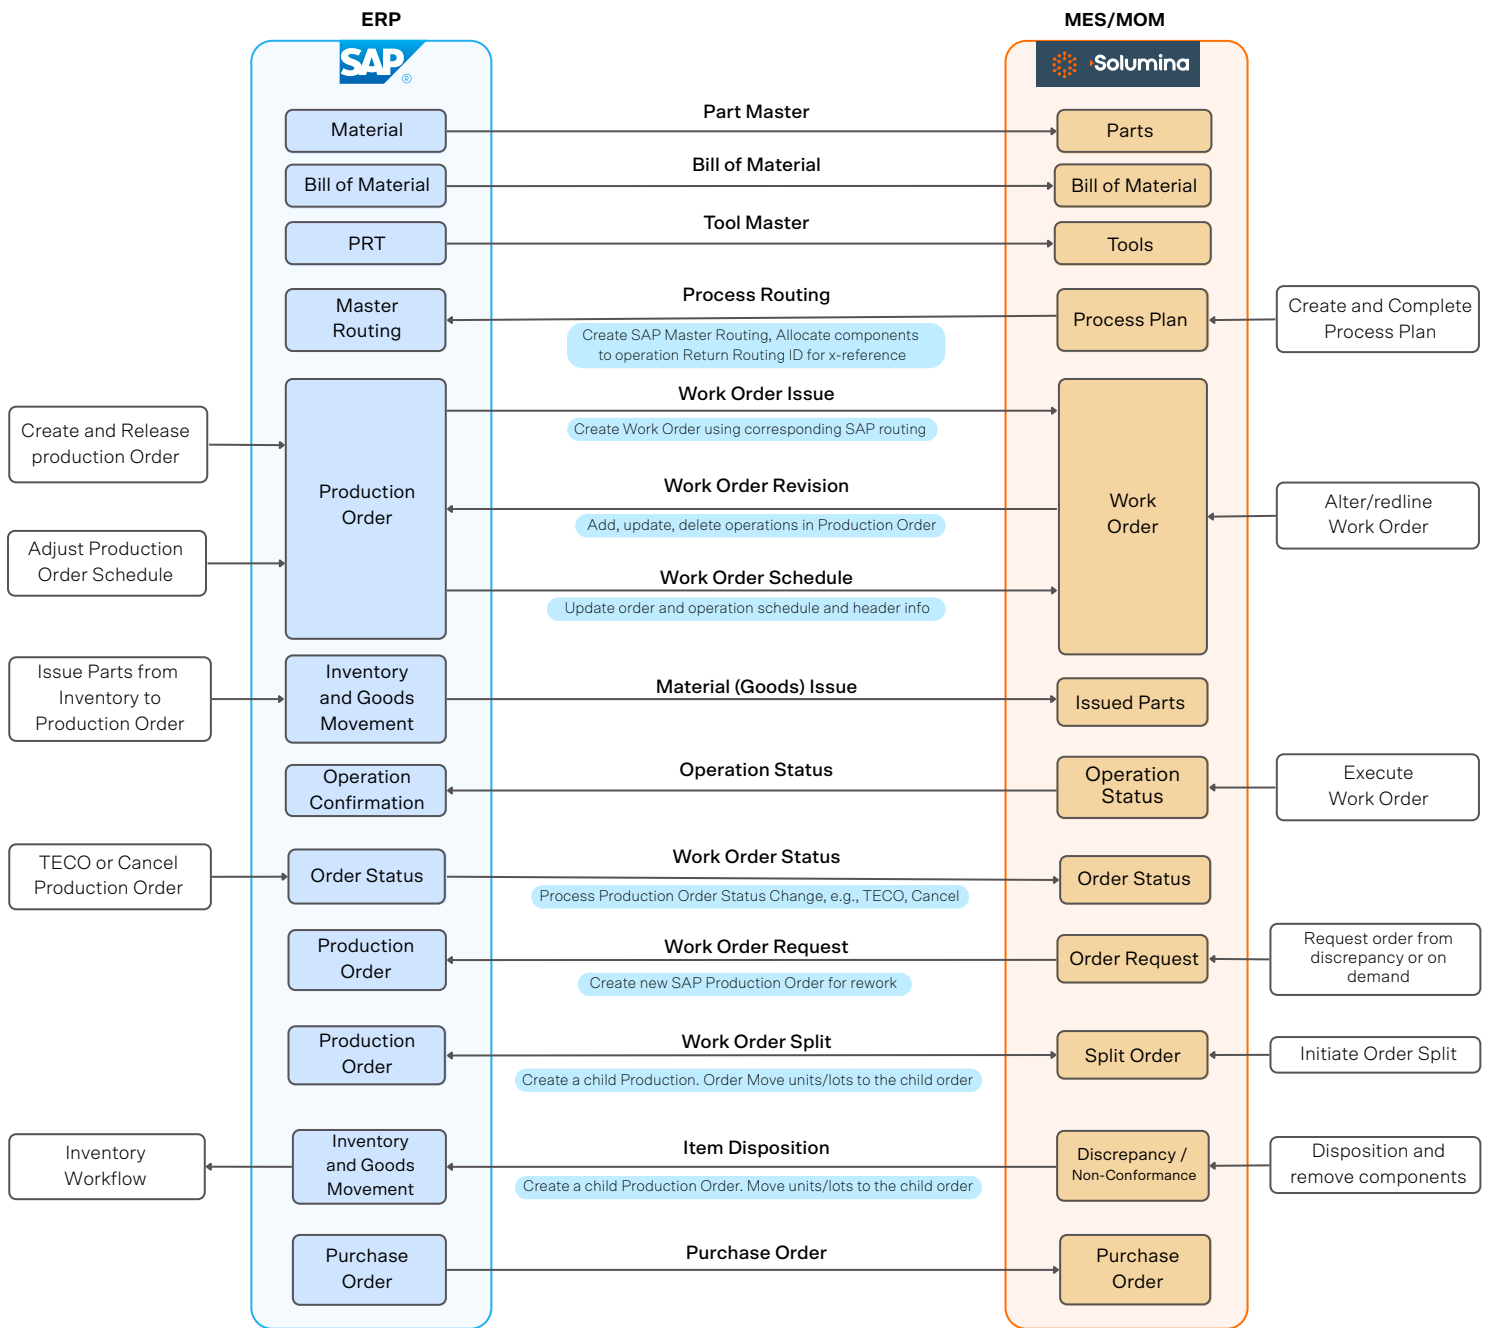 ERP
MES/MOM
SAP
®
Solumina
Part Master
Material
Parts
Bill of Material
Bill of Material
Bill of Material
Tool Master
PRT
Tools
Process Routing
Master
Routing
Process Plan
Create and Complete
Process Plan
Create SAP Master Routing, Allocate components
to operation Return Routing ID for x-reference
Work Order Issue
Create Work Order using corresponding SAP routing
Create and Release
production Order
Production
Order
Work Order Revision
Add, update, delete operations in Production Order
Work
Order
Alter/redline
Work Order
Adjust Production
Order Schedule
Work Order Schedule
Update order and operation schedule and header info
Issue Parts from
Inventory to
Production Order
Inventory
and Goods
Movement
Material (Goods) Issue
Issued Parts
Operation
Confirmation
Operation Status
Operation
Status
Execute
Work Order
TECO or Cancel
Production Order
Order Status
Work Order Status
Process Production Order Status Change, e.g., TECO, Cancel
Order Status
Production
Order
Work Order Request
Create new SAP Production Order for rework
Order Request
Request order from
discrepancy or on
demand
Production
Order
Work Order Split
Create a child Production. Order Move units/lots to the child order
Split Order
Initiate Order Split
Inventory
Workflow
Inventory
and Goods
Movement
Item Disposition
Create a child Production Order. Move units/lots to the child order
Discrepancy /
Non-Conformance
Disposition and
remove components
Purchase
Order
Purchase Order
Purchase
Order